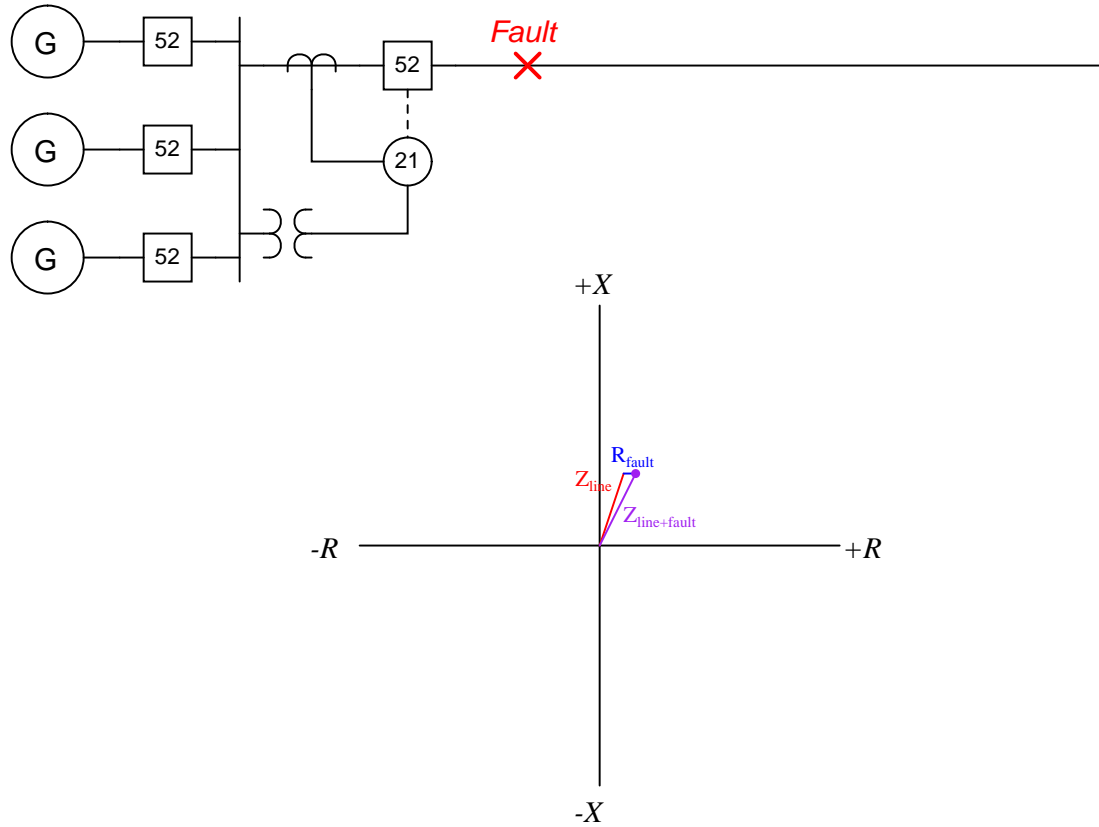 G
52
Fault
52
G
52
21
G
52
+X
R_fault
Z_line
Z_line+fault
-R
+R
-X